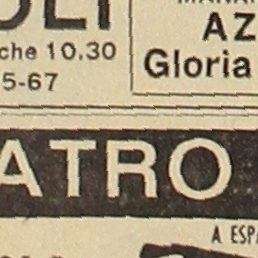 che 10.30
5-67
AZ
Gloria
ATRO
A ESPA